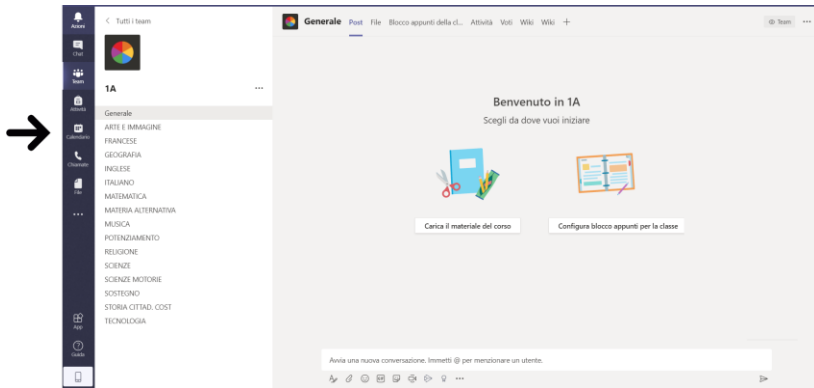 Azioni
Chat
Team
Attività
Calendario
Chiamate
File
App
Guida
< Tutti i team
1A
Generale
ARTE E IMMAGINE
FRANCESE
GEOGRAFIA
INGLESE
ITALIANO
MATEMATICA
MATERIA ALTERNATIVA
MUSICA
POTENZIAMENTO
RELIGIONE
SCIENZE
SCIENZE MOTORIE
SOSTEGNO
STORIA CITTAD. COST
TECNOLOGIA
Generale Post File Blocco appunti della cl... Attività Voti Wiki Wiki + Team ...
Benvenuto in 1A
Scegli da dove vuoi iniziare
Carica il materiale del corso
Configura blocco appunti per la classe
Avvia una nuova conversazione. Immetti @ per menzionare un utente.